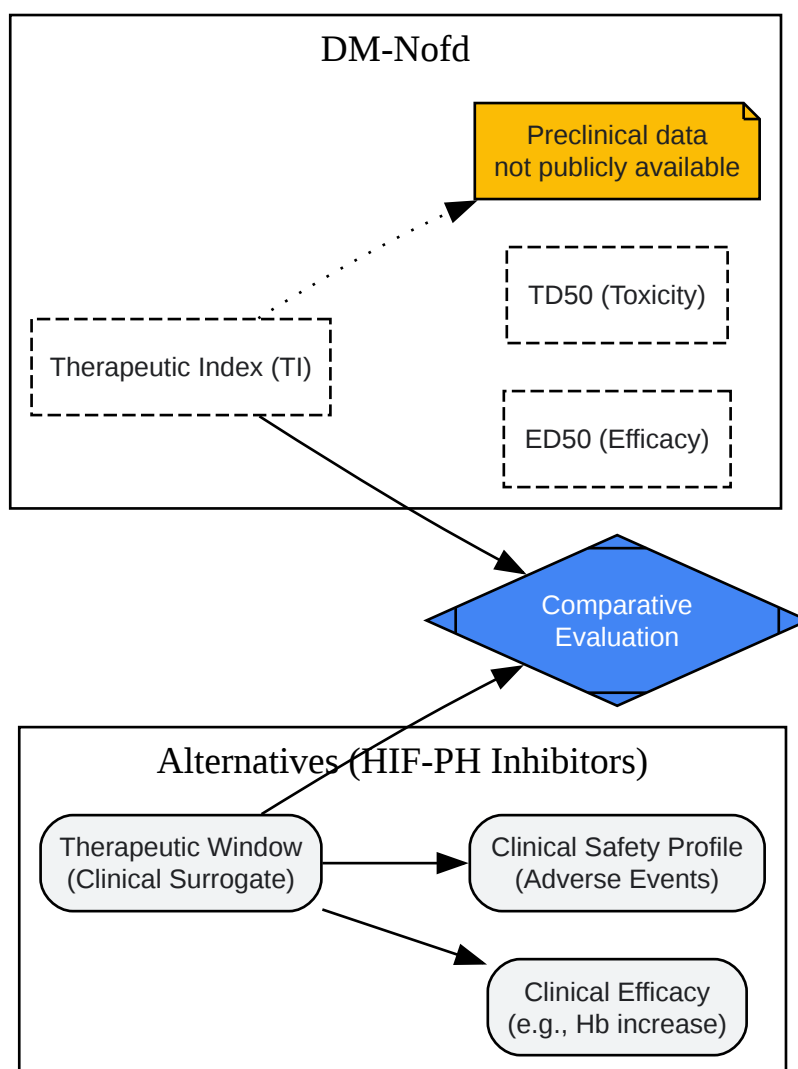 DM-Nofd
Preclinical data
not publicly available
TD50 (Toxicity)
Therapeutic Index (TI)
ED50 (Efficacy)
Comparative
Evaluation
Alternatives (HIF-PH Inhibitors)
Therapeutic Window
(Clinical Surrogate)
Clinical Safety Profile
(Adverse Events)
Clinical Efficacy
(e.g., Hb increase)